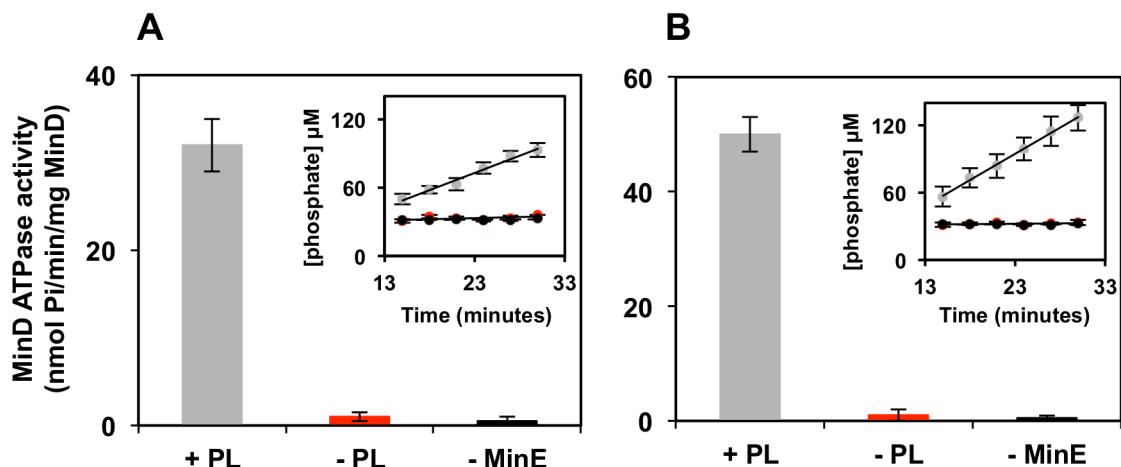 A
MinD ATPase activity
(nmol Pi/min/mg MinD)
40
20
0
+ PL
- PL
- MinE
[phosphate] µM
120
60
0
13
23
33
Time (minutes)
B
60
40
20
0
+ PL
- PL
- MinE
[phosphate] µM
120
60
0
13
23
33
Time (minutes)